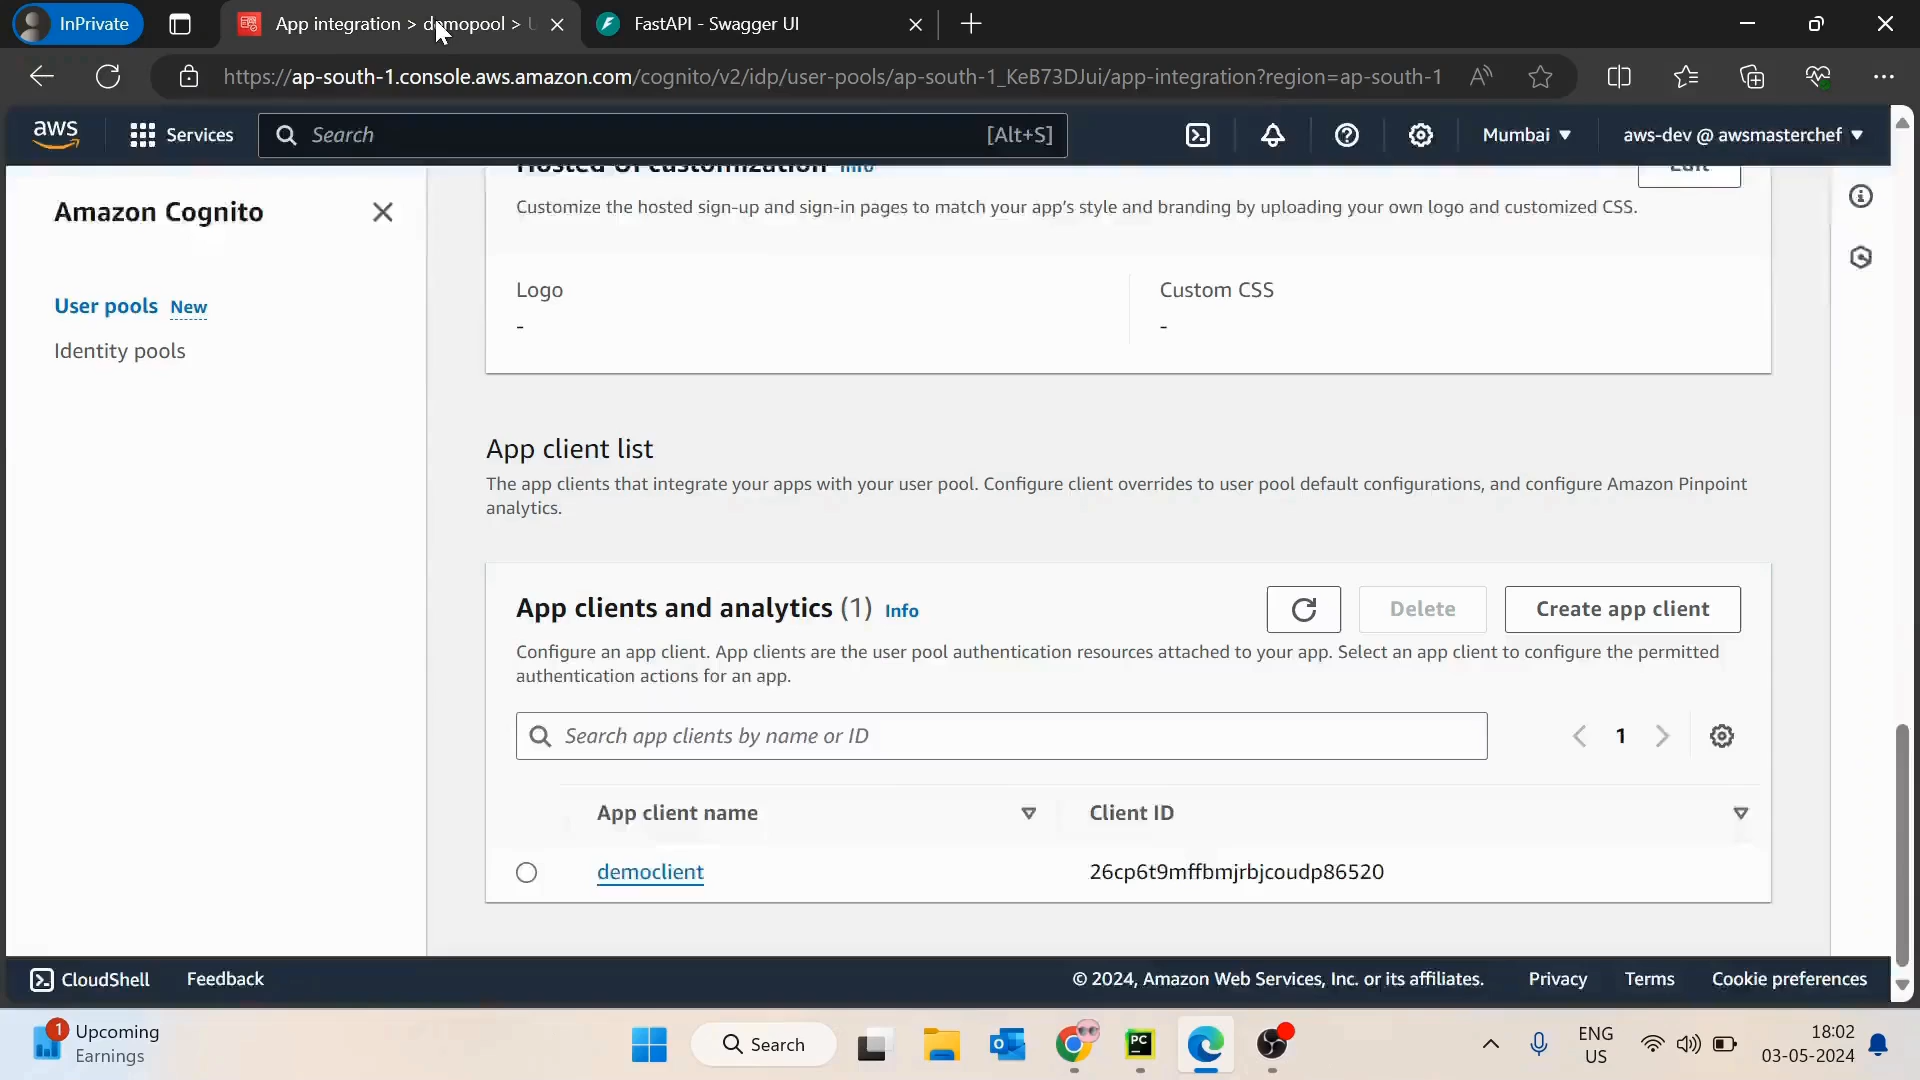 InPrivate
App integration > demopool > U
FastAPI - Swagger UI
https://ap-south-1.console.aws.amazon.com/cognito/v2/idp/user-pools/ap-south-1_KeB73DJui/app-integration?region=ap-south-1
aws
Services
Search
[Alt+S]
Mumbai
aws-dev @ awsmasterchef
Amazon Cognito
User pools New
Identity pools
Hosted UI customization Info
Edit
Customize the hosted sign-up and sign-in pages to match your app's style and branding by uploading your own logo and customized CSS.
Logo
-
Custom CSS
-
App client list
The app clients that integrate your apps with your user pool. Configure client overrides to user pool default configurations, and configure Amazon Pinpoint
analytics.
App clients and analytics (1) Info
Delete
Create app client
Configure an app client. App clients are the user pool authentication resources attached to your app. Select an app client to configure the permitted
authentication actions for an app.
Search app clients by name or ID
1
App client name
Client ID
democlient
26cp6t9mffbmjrbjcoudp86520
CloudShell
Feedback
© 2024, Amazon Web Services, Inc. or its affiliates.
Privacy
Terms
Cookie preferences
1
Upcoming
Earnings
Search
PC
ENG
US
18:02
03-05-2024